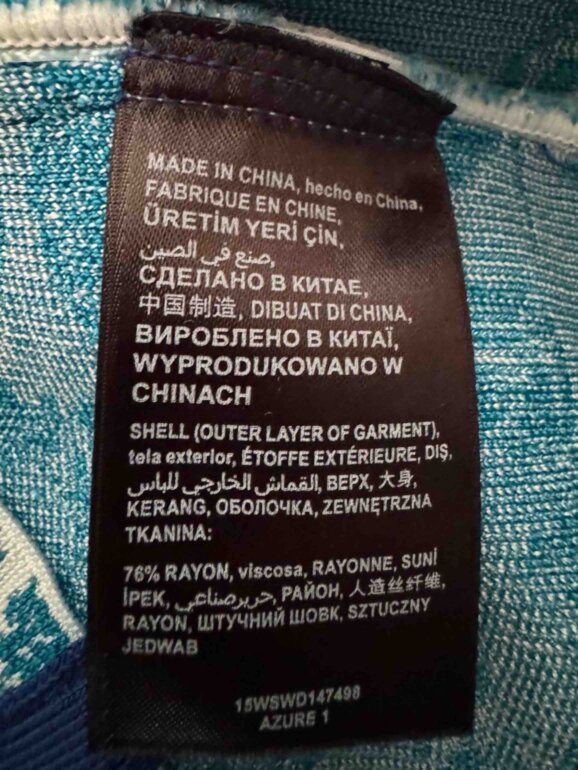 MADE IN CHINA, hecho en China,
FABRIQUE EN CHINE,
ÜRETİM YERİ ÇİN,
صنع في الصين,
СДЕЛАНО В КИТАЕ,
中国制造, DIBUAT DI CHINA,
ВИРОБЛЕНО В КИТАЇ,
WYPRODUKOWANO W
CHINACH
SHELL (OUTER LAYER OF GARMENT),
tela exterior, ÉTOFFE EXTÉRIEURE, DIŞ,
القماش الخارجي للباس, ВЕРХ, 大身,
KERANG, ОБОЛОЧКА, ZEWNĘTRZNA
TKANINA:
76% RAYON, viscosa, RAYONNE, SUNİ
İPEK, حرير صناعي, РАЙОН, 人造丝纤维,
RAYON, ШТУЧНИЙ ШОВК, SZTUCZNY
JEDWAB
15WSWD147498
AZURE 1